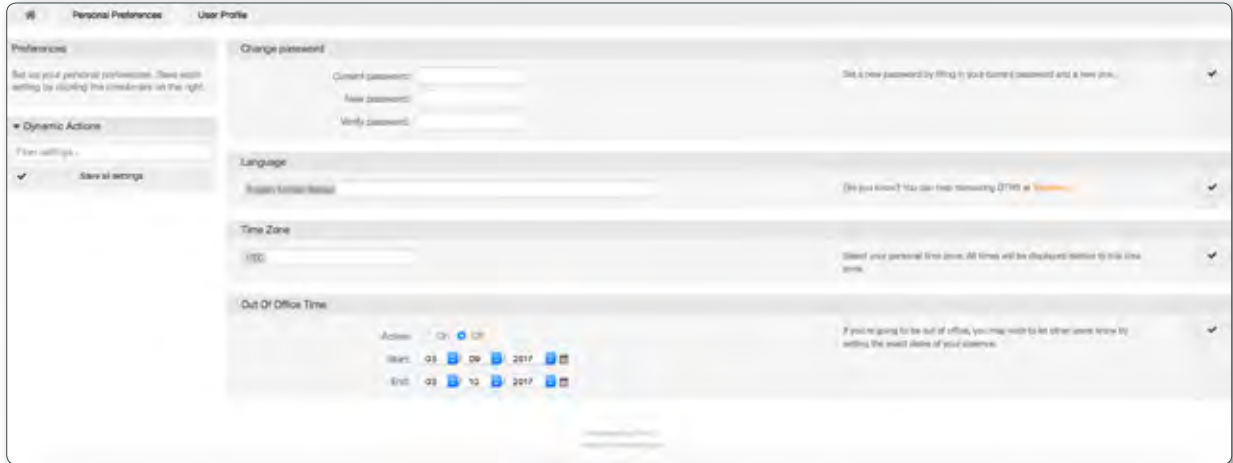 Personal Preferences User Profile
Preferences
Set up your personal preferences. Save each
setting by clicking the checkmark on the right.
Dynamic Actions
Filter settings...
Save all settings
Change password
Current password:
New password:
Verify password:
Set a new password by filling in your current password and a new one.
Language
English (United States)
Did you know? You can help translating OTRS at
Time Zone
UTC
Select your personal time zone. All times will be displayed relative to this time
zone.
Out Of Office Time
Active: On Off
Start: 03 / 09 / 2017
End: 03 / 10 / 2017
If you're going to be out of office, you may wish to let other users know by
setting the exact dates of your absence.